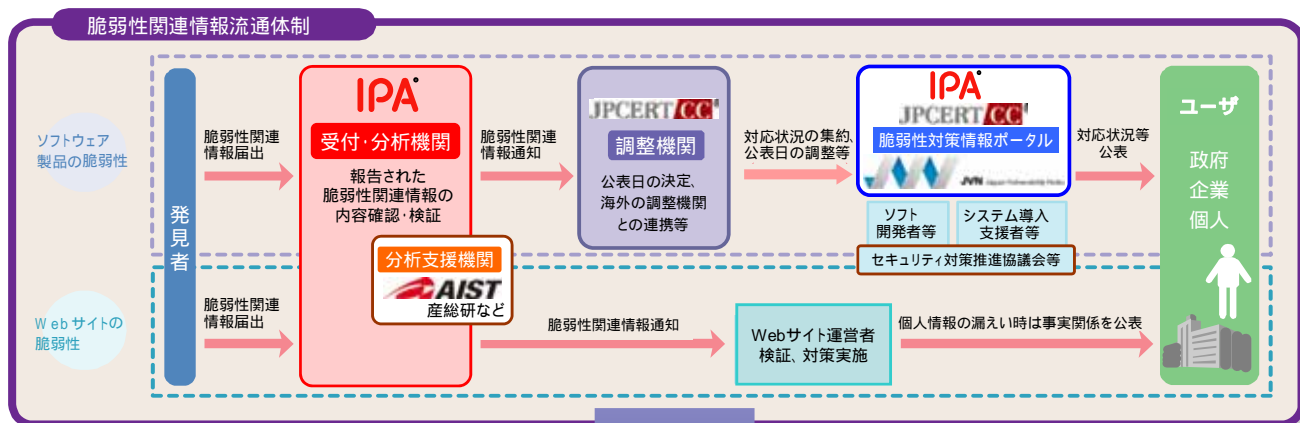 脆弱性関連情報流通体制
ソフトウェア
製品の脆弱性
発見者
脆弱性関連
情報届出
IPA
受付・分析機関
報告された
脆弱性関連情報の
内容確認・検証
分析支援機関
AIST
産総研など
脆弱性関連
情報通知
JPCERT CC
調整機関
公表日の決定、
海外の調整機関
との連携等
対応状況の集約、
公表日の調整等
IPA
JPCERT CC
脆弱性対策情報ポータル
JVN
ソフト
開発者等
システム導入
支援者等
セキュリティ対策推進協議会等
対応状況等
公表
ユーザ
政府
企業
個人
Webサイトの
脆弱性
脆弱性関連
情報届出
脆弱性関連情報通知
Webサイト運営者
検証、対策実施
個人情報の漏えい時は事実関係を公表